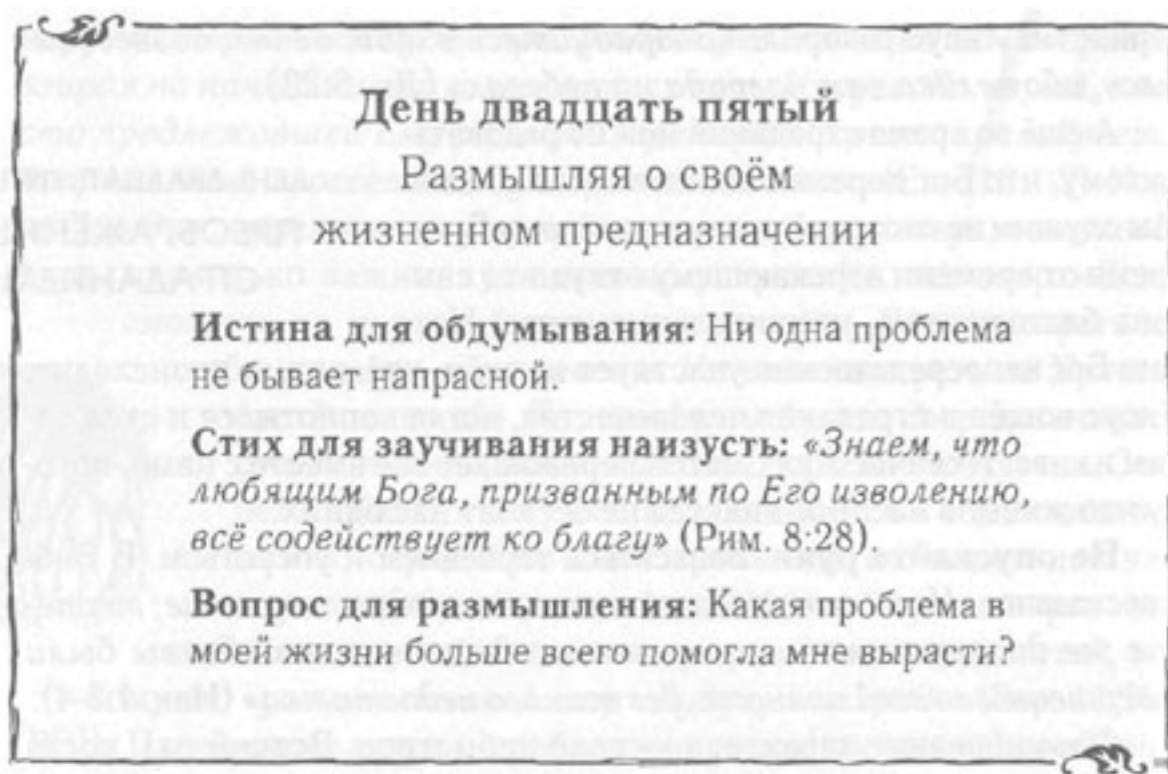 День двадцать пятый
Размышляя о своём
жизненном предназначении
Истина для обдумывания: Ни одна проблема
не бывает напрасной.
Стих для заучивания наизусть: «Знаем, что
любящим Бога, призванным по Его изволению,
всё содействует ко благу» (Рим. 8:28).
Вопрос для размышления: Какая проблема в
моей жизни больше всего помогла мне вырасти?